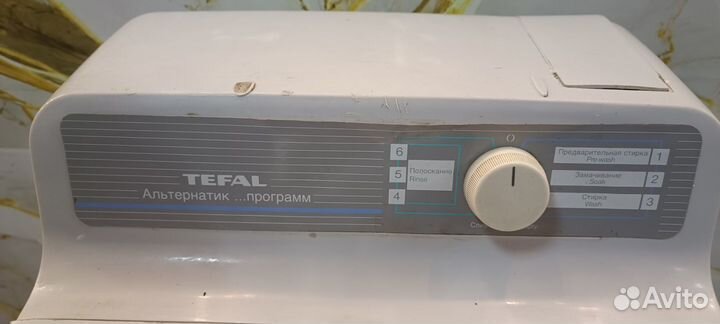 TEFAL
Альтернатик ...программ
6
5
4
Полоскание
Rinse
0
Предварительная стирка
Pre-wash
1
Замачивание
Soak
2
Стирка
Wash
3
Avito